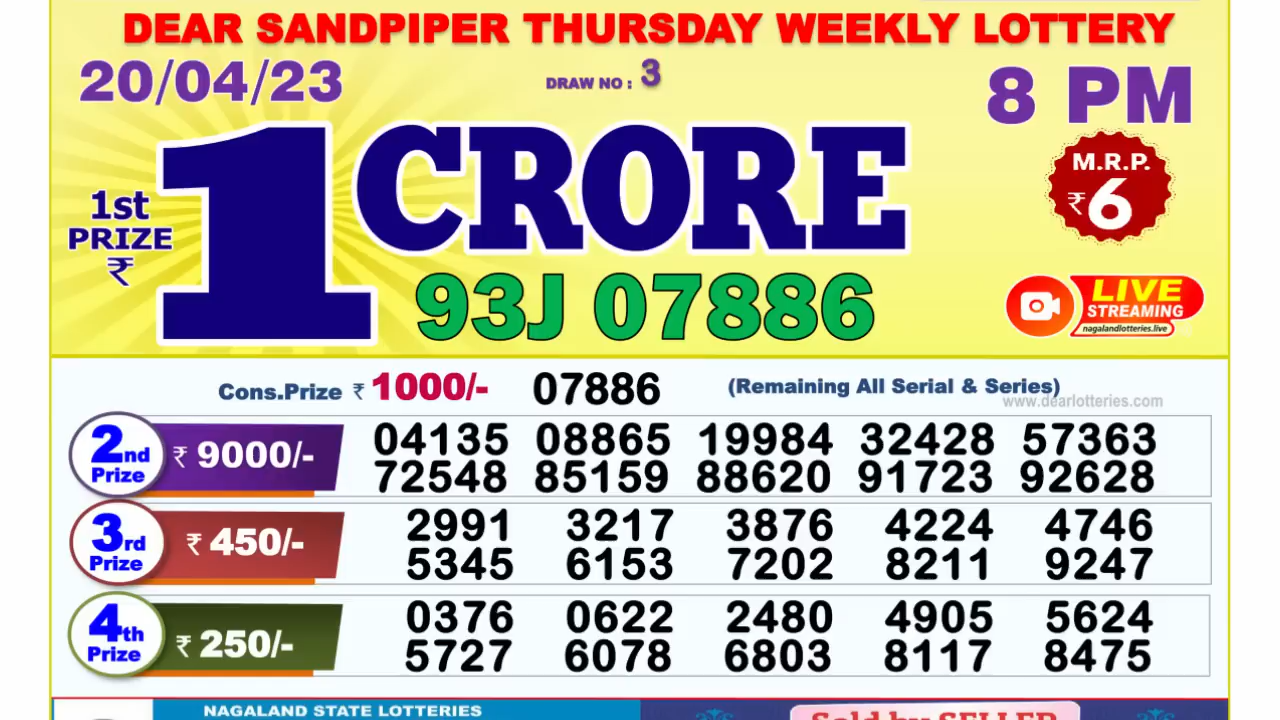 DEAR SANDPIPER THURSDAY WEEKLY LOTTERY
20/04/23
DRAW NO : 3
8 PM
1st
PRIZE
₹
1 CRORE
M.R.P.
₹ 6
93J 07886
LIVE
STREAMING
nagalandlotteries.live
Cons.Prize ₹ 1000/- 07886 (Remaining All Serial & Series)
www.dearlotteries.com
2nd
Prize
₹ 9000/-
04135 08865 19984 32428 57363
72548 85159 88620 91723 92628
3rd
Prize
₹ 450/-
2991 3217 3876 4224 4746
5345 6153 7202 8211 9247
4th
Prize
₹ 250/-
0376 0622 2480 4905 5624
5727 6078 6803 8117 8475
NAGALAND STATE LOTTERIES
Sold by SELLER